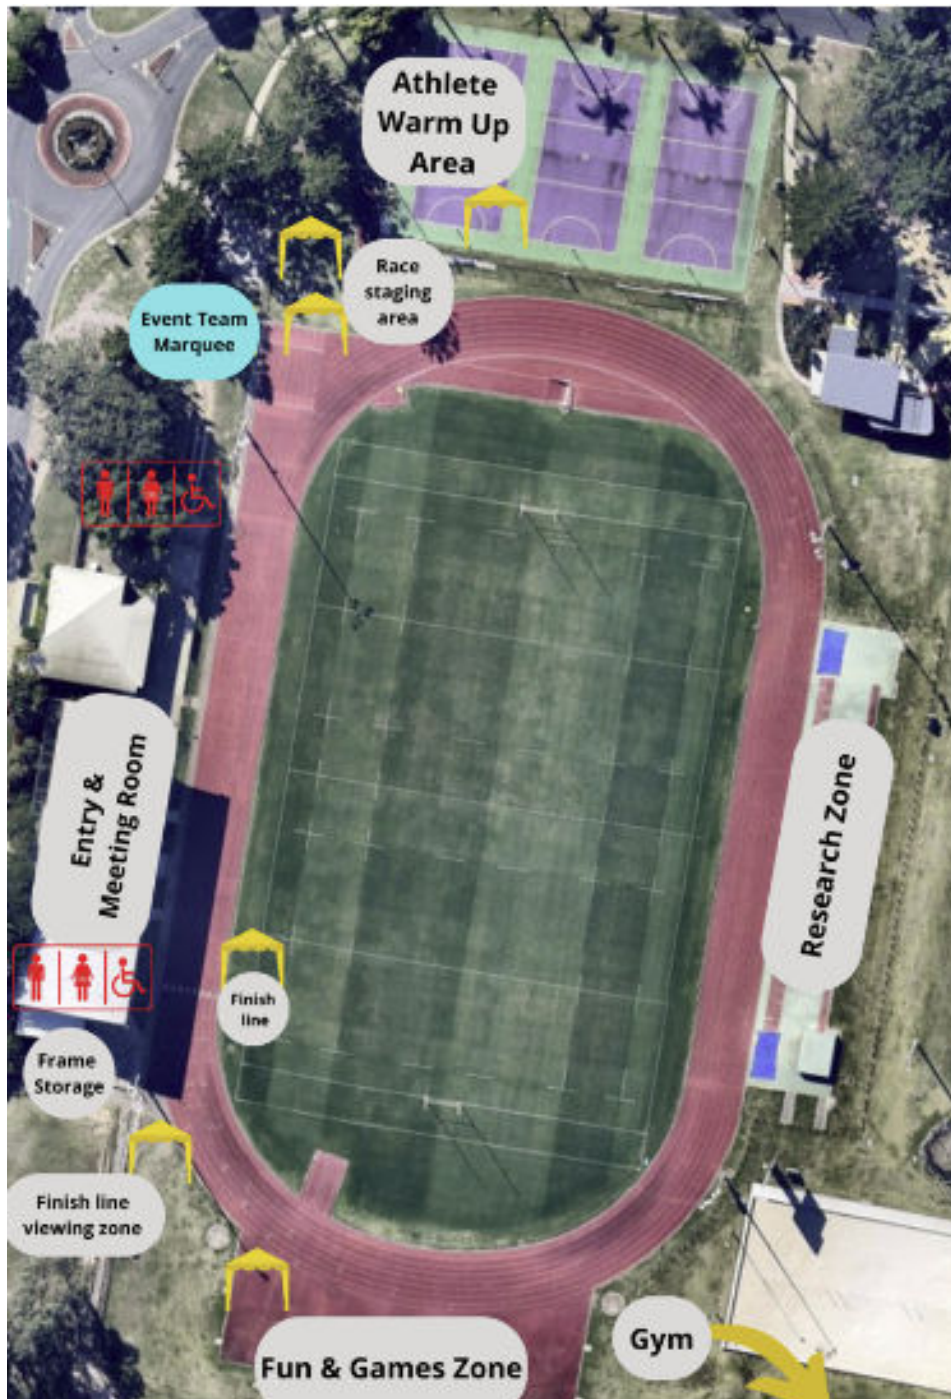 Athlete
Warm Up
Area
Race
staging
area
Event Team
Marquee
Entry &
Meeting Room
Research Zone
Finish
line
Frame
Storage
Finish line
viewing zone
Gym
Fun & Games Zone